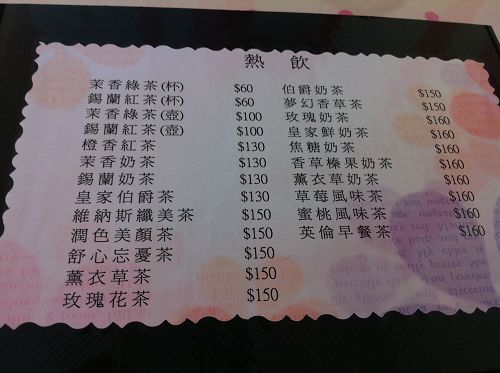 熱飲
茉香綠茶(杯) $60
錫蘭紅茶(杯) $60
茉香綠茶(壺) $100
錫蘭紅茶(壺) $100
橙香紅茶 $130
茉香奶茶 $130
錫蘭奶茶 $130
皇家伯爵茶 $130
維納斯纖美茶 $150
潤色美顏茶 $150
舒心忘憂茶 $150
薰衣草茶 $150
玫瑰花茶 $150
伯爵奶茶 $150
夢幻香草茶 $150
玫瑰奶茶 $160
皇家鮮奶茶 $160
焦糖奶茶 $160
香草榛果奶茶 $160
薰衣草奶茶 $160
草莓風味茶 $160
蜜桃風味茶 $160
英倫早餐茶 $160